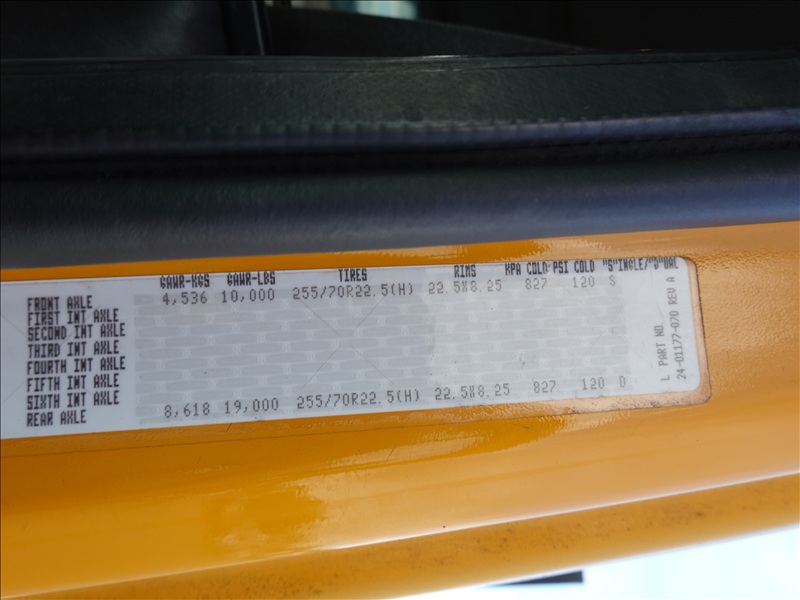 GAWR-KGS GAWR-LBS TIRES RIMS KPA COLD PSI COLD "S"INGLE/"D"UAL
FRONT AXLE 4,536 10,000 255/70R22.5(H) 22.5X8.25 827 120 S
FIRST INT AXLE
SECOND INT AXLE
THIRD INT AXLE
FOURTH INT AXLE
FIFTH INT AXLE
SIXTH INT AXLE
REAR AXLE 8,618 19,000 255/70R22.5(H) 22.5X8.25 827 120 D
L PART NO.
24-01177-070 REV A